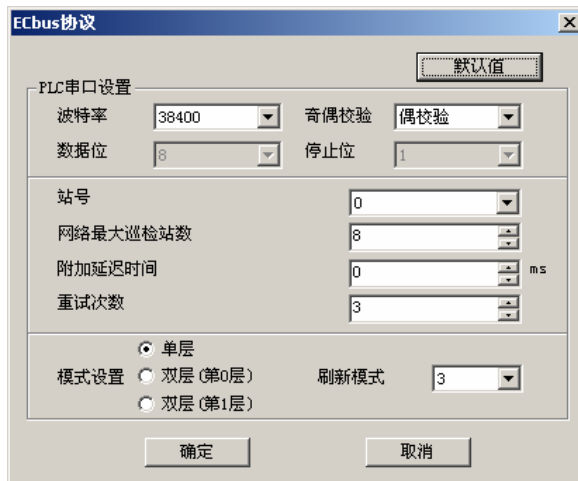 ECbus协议
默认值
PLC串口设置
波特率 38400 奇偶校验 偶校验
数据位 8 停止位 1
站号 0
网络最大巡检站数 8
附加延迟时间 0 ms
重试次数 3
单层
模式设置 双层(第0层) 刷新模式 3
双层(第1层)
确定 取消